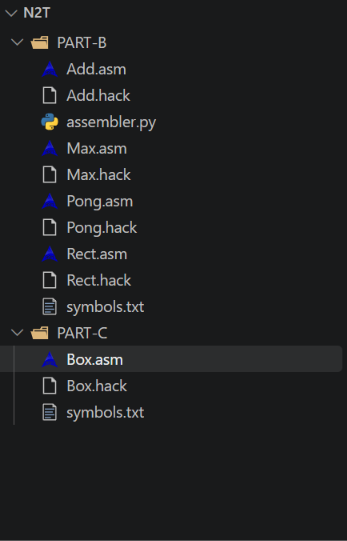 N2T
PART-B
Add.asm
Add.hack
assembler.py
Max.asm
Max.hack
Pong.asm
Pong.hack
Rect.asm
Rect.hack
symbols.txt
PART-C
Box.asm
Box.hack
symbols.txt